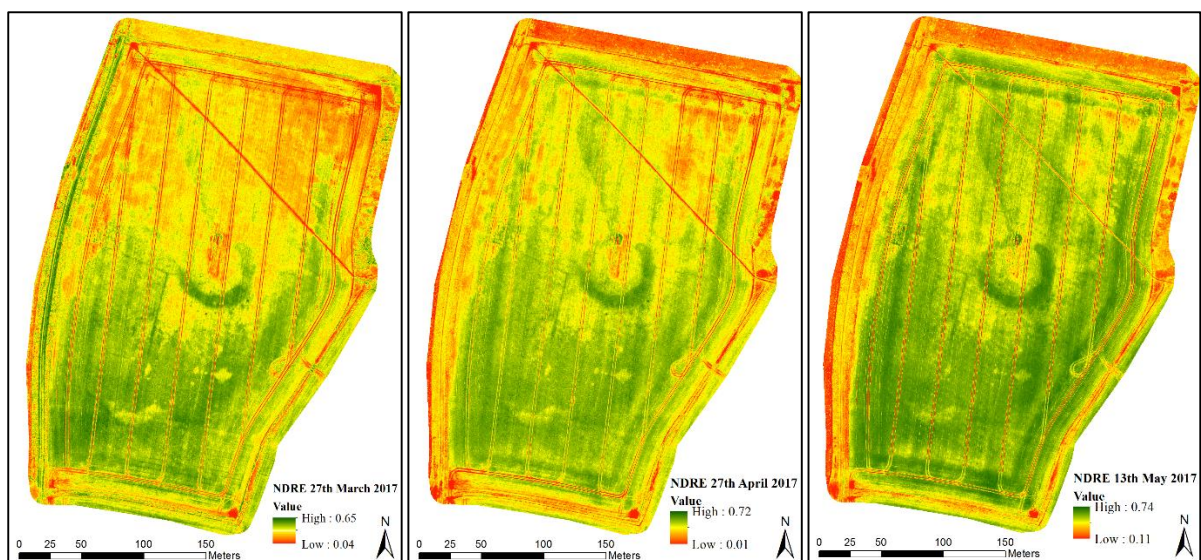 NDRE 27th March 2017
Value
High : 0.65
Low : 0.04
N
0 25 50 100 150
Meters
NDRE 27th April 2017
Value
High : 0.72
Low : 0.01
N
0 25 50 100 150
Meters
NDRE 13th May 2017
Value
High : 0.74
Low : 0.11
N
0 25 50 100 150
Meters